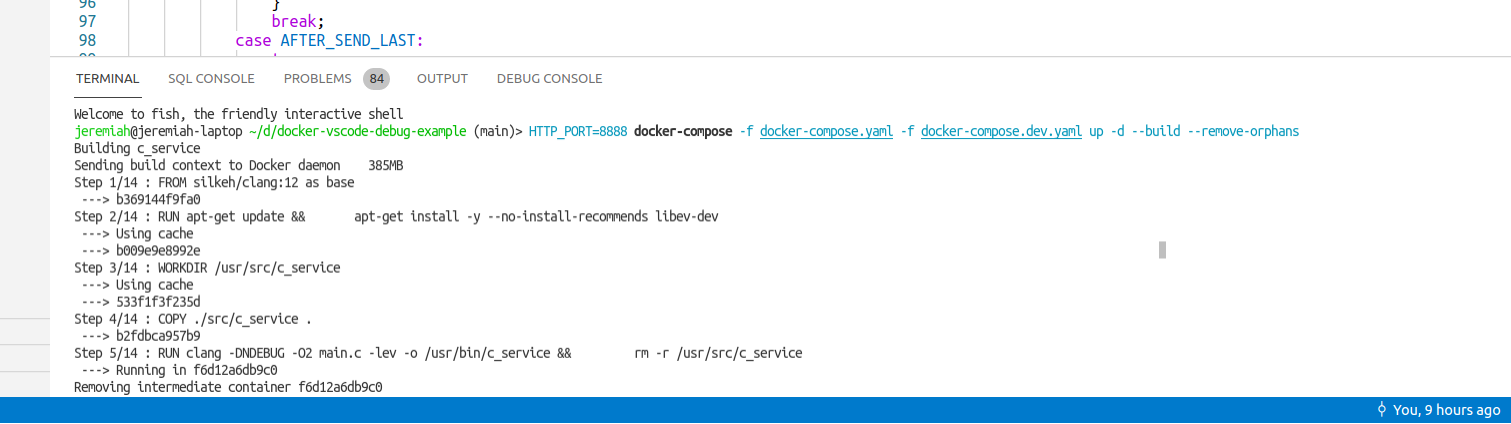 96 }
97 break;
98 case AFTER_SEND_LAST:
TERMINAL SQL CONSOLE PROBLEMS 84 OUTPUT DEBUG CONSOLE
Welcome to fish, the friendly interactive shell
jeremiah@jeremiah-laptop ~/d/docker-vscode-debug-example (main)> HTTP_PORT=8888 docker-compose -f docker-compose.yaml -f docker-compose.dev.yaml up -d --build --remove-orphans
Building c_service
Sending build context to Docker daemon    385MB
Step 1/14 : FROM silkeh/clang:12 as base
 ---> b369144f9fa0
Step 2/14 : RUN apt-get update &&       apt-get install -y --no-install-recommends libev-dev
 ---> Using cache
 ---> b009e9e8992e
Step 3/14 : WORKDIR /usr/src/c_service
 ---> Using cache
 ---> 533f1f3f235d
Step 4/14 : COPY ./src/c_service .
 ---> b2fdbca957b9
Step 5/14 : RUN clang -DNDEBUG -O2 main.c -lev -o /usr/bin/c_service &&         rm -r /usr/src/c_service
 ---> Running in f6d12a6db9c0
Removing intermediate container f6d12a6db9c0
You, 9 hours ago